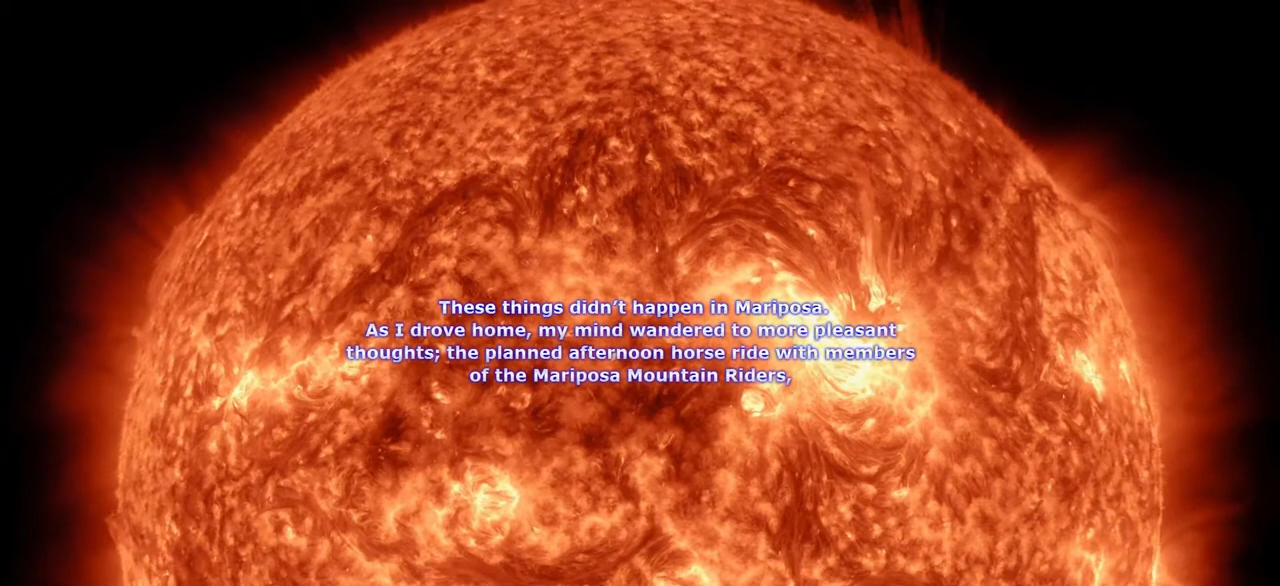 These things didn’t happen in Mariposa.
As I drove home, my mind wandered to more pleasant
thoughts; the planned afternoon horse ride with members
of the Mariposa Mountain Riders,